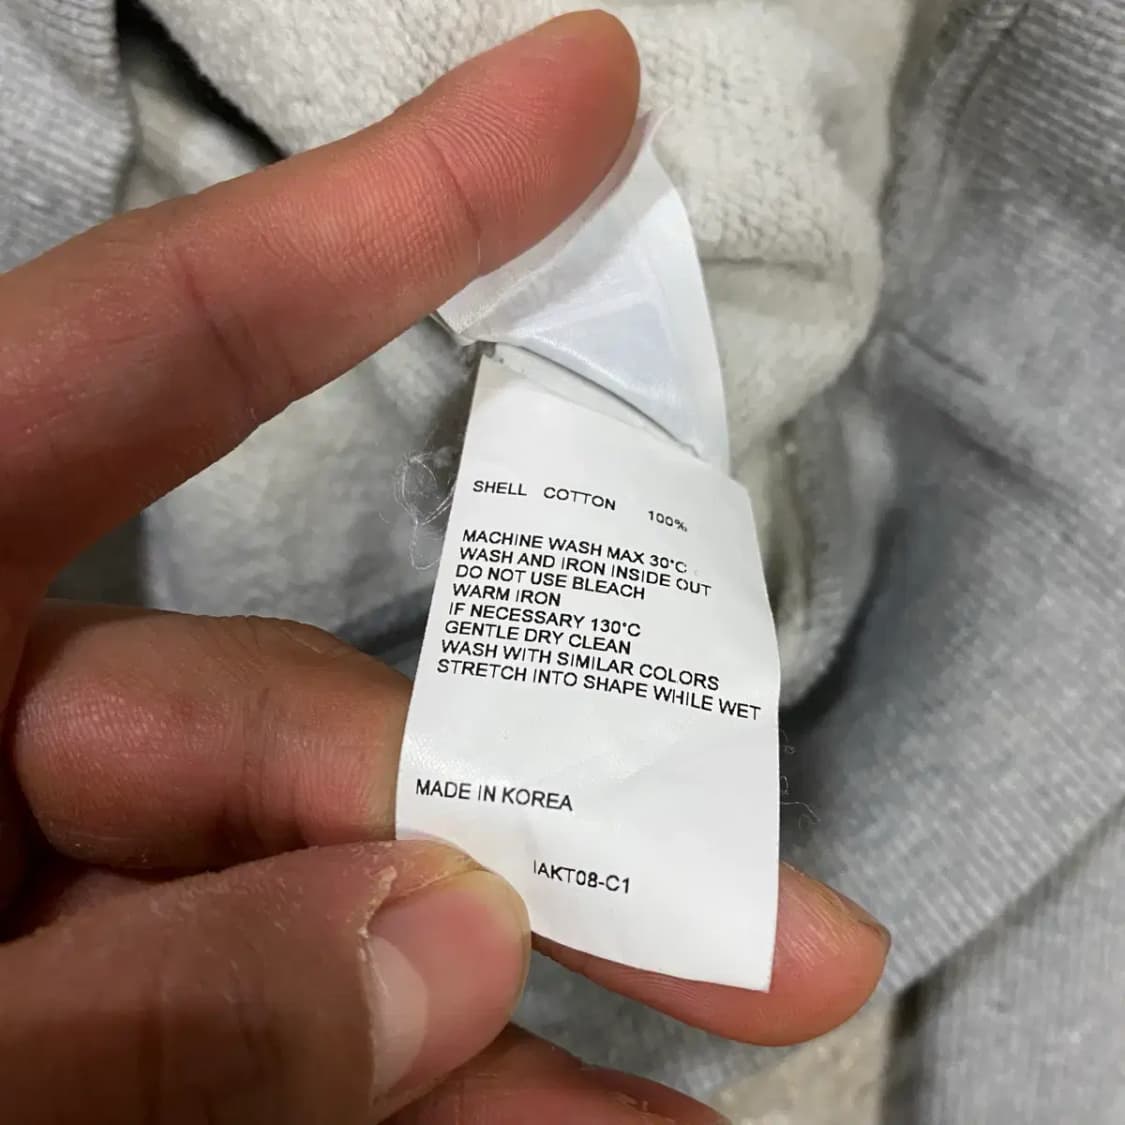 SHELL COTTON 100%
MACHINE WASH MAX 30°C
WASH AND IRON INSIDE OUT
DO NOT USE BLEACH
WARM IRON
IF NECESSARY 130°C
GENTLE DRY CLEAN
WASH WITH SIMILAR COLORS
STRETCH INTO SHAPE WHILE WET
MADE IN KOREA
IAKT08-C1